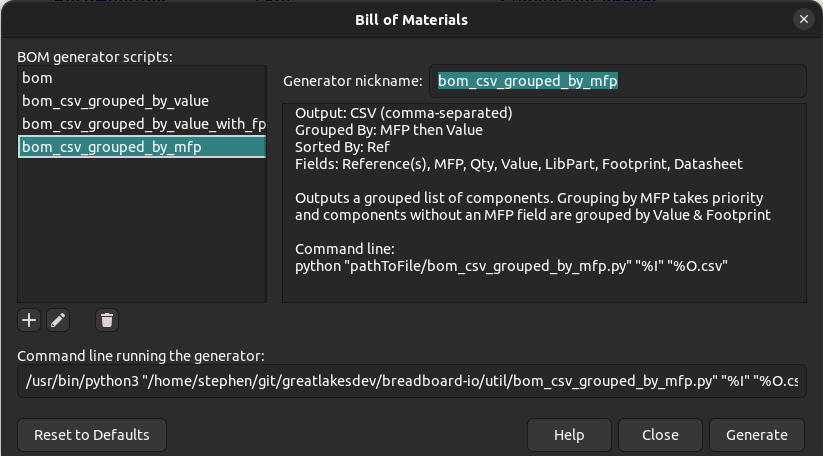 Bill of Materials
BOM generator scripts:
bom
bom_csv_grouped_by_value
bom_csv_grouped_by_value_with_fp
bom_csv_grouped_by_mfp
Generator nickname: bom_csv_grouped_by_mfp
Output: CSV (comma-separated)
Grouped By: MFP then Value
Sorted By: Ref
Fields: Reference(s), MFP, Qty, Value, LibPart, Footprint, Datasheet
Outputs a grouped list of components. Grouping by MFP takes priority
and components without an MFP field are grouped by Value & Footprint
Command line:
python "pathToFile/bom_csv_grouped_by_mfp.py" "%I" "%O.csv"
Command line running the generator:
/usr/bin/python3 "/home/stephen/git/greatlakesdev/breadboard-io/util/bom_csv_grouped_by_mfp.py" "%I" "%O.cs
Reset to Defaults
Help
Close
Generate